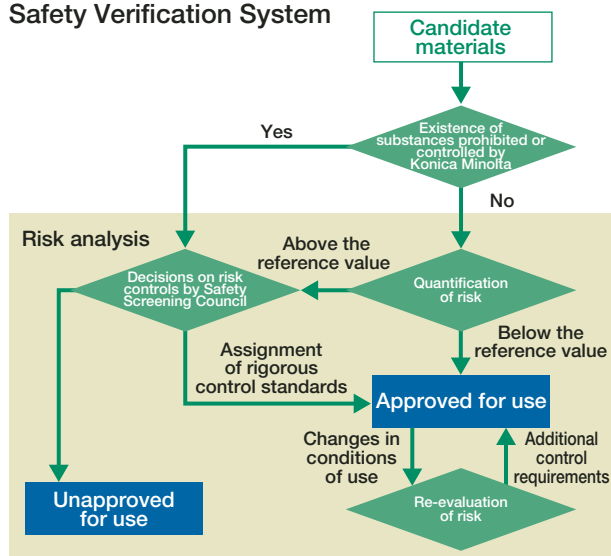 Safety Verification System
Candidate
materials
Existence of
substances prohibited or
controlled by
Konica Minolta
Yes
No
Risk analysis
Above the
reference value
Decisions on risk
controls by Safety
Screening Council
Quantification
of risk
Below the
reference value
Assignment
of rigorous
control standards
Approved for use
Changes in
conditions
of use
Additional
control
requirements
Unapproved
for use
Re-evaluation
of risk